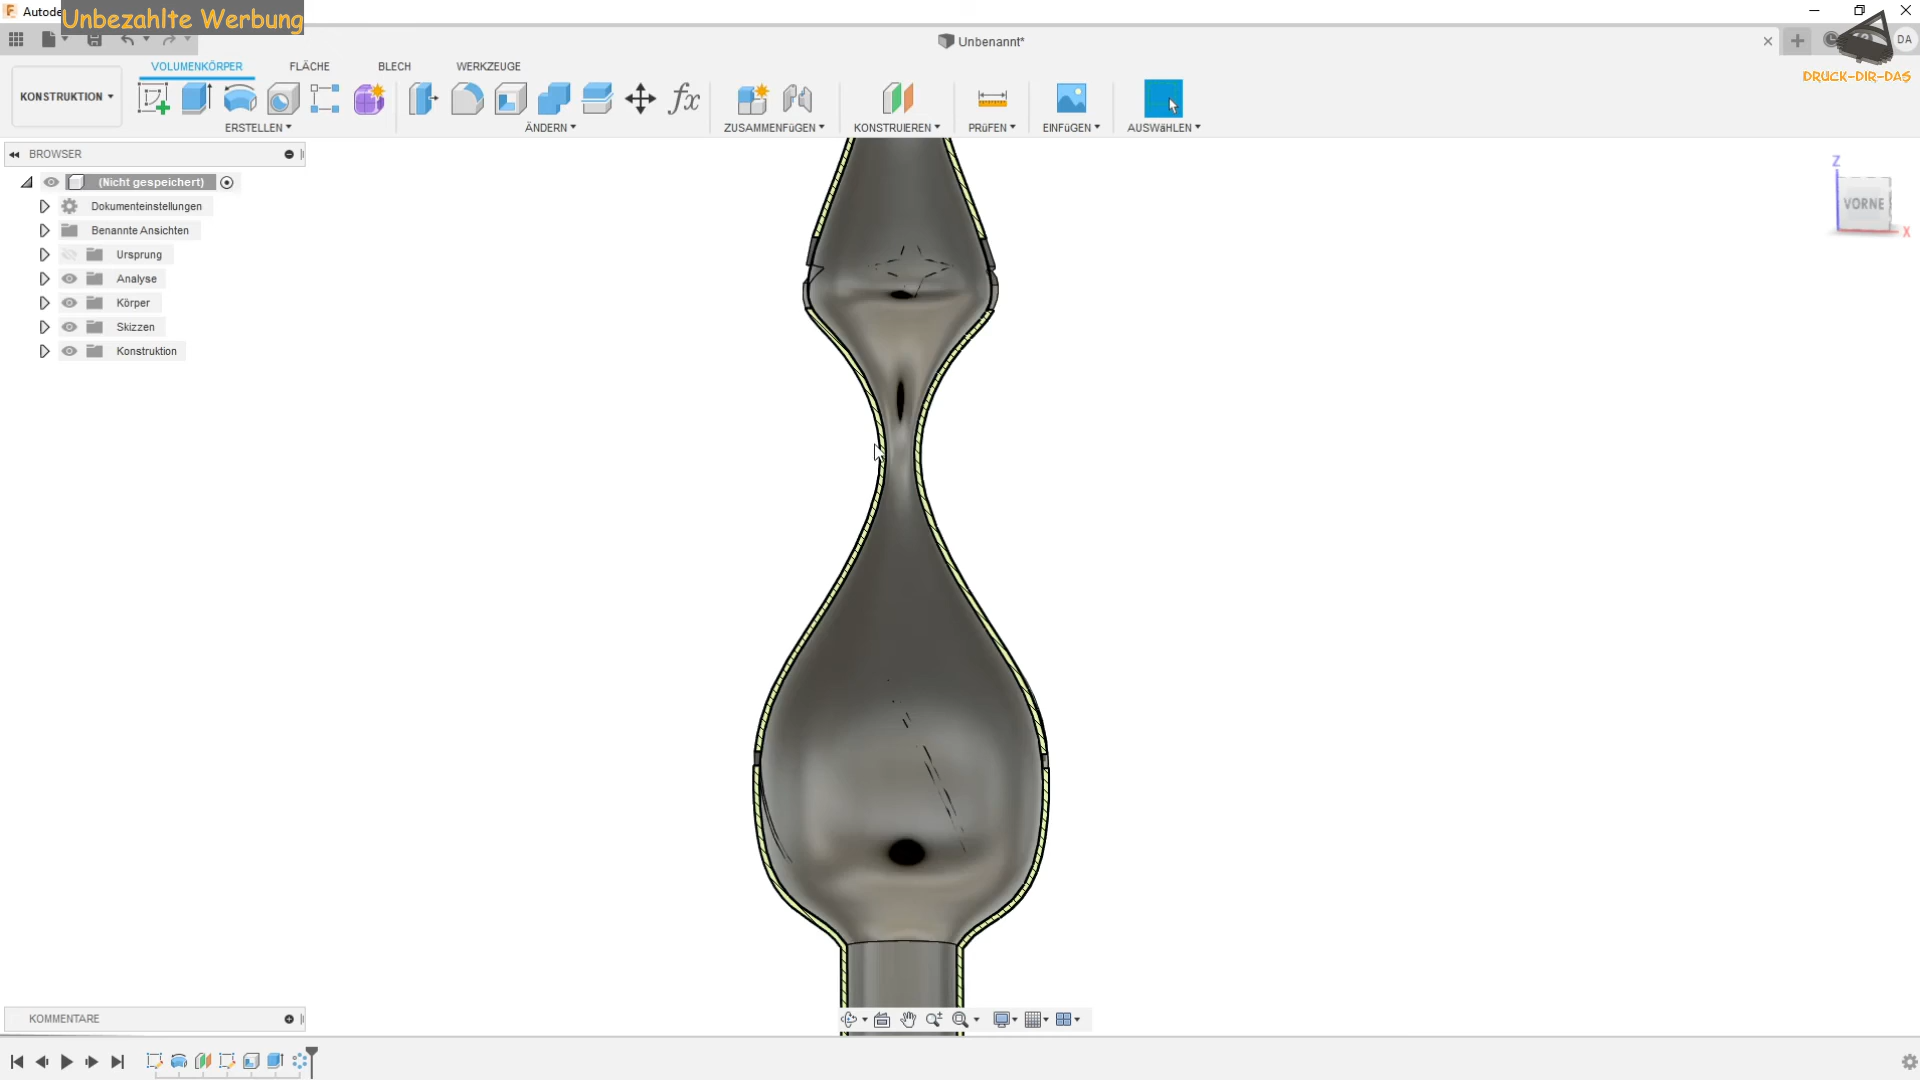 Autode
Unbezahlte Werbung
Unbenannt*
DA
DRUCK-DIR-DAS
KONSTRUKTION
VOLUMENKÖRPER
FLÄCHE
BLECH
WERKZEUGE
fx
ERSTELLEN
ÄNDERN
ZUSAMMENFüGEN
KONSTRUIEREN
PRüFEN
EINFüGEN
AUSWäHLEN
BROWSER
(Nicht gespeichert)
Dokumenteinstellungen
Benannte Ansichten
Ursprung
Analyse
Körper
Skizzen
Konstruktion
Z
VORNE
X
KOMMENTARE